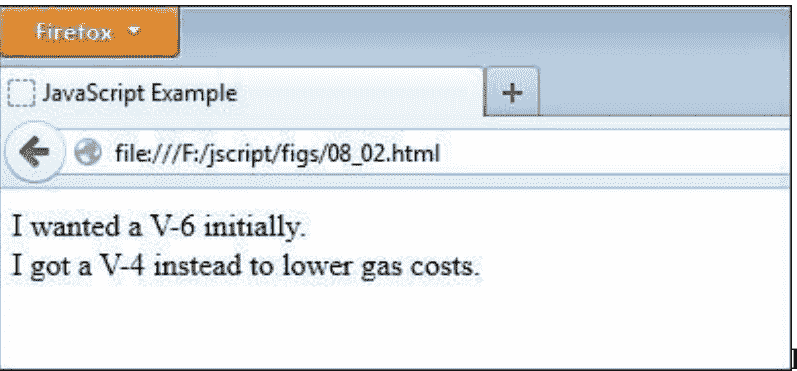 Firefox
JavaScript Example
file:///F:/jscript/figs/08_02.html
I wanted a V-6 initially.
I got a V-4 instead to lower gas costs.